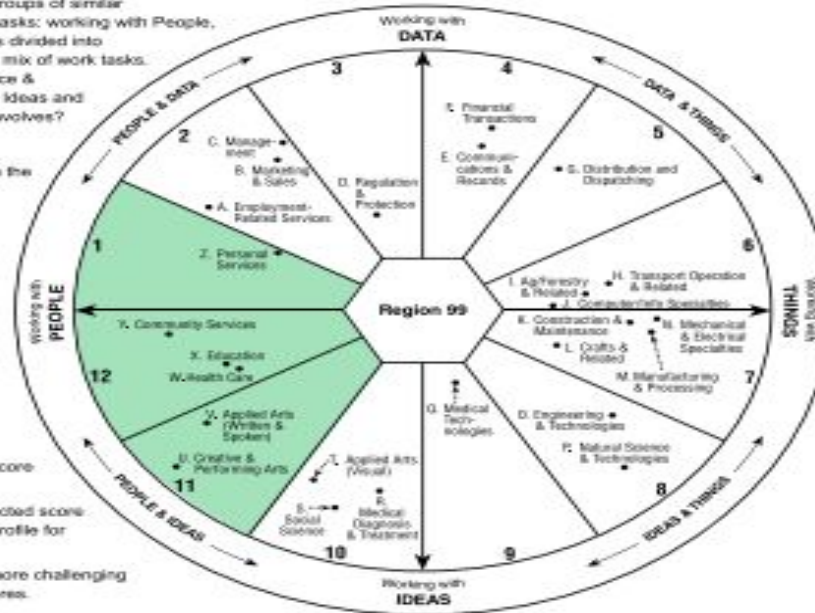 roups of similar
asks: working with People,
s divided into
mix of work tasks.
ce &
Ideas and
volves?
the
core
cted score
rofile for
ore challenging
res.
Working with
DATA
PEOPLE & DATA
DATA & THINGS
3
4
2
5
C. Manage-
ment
B. Marketing
& Sales
A. Employment-
Related Services
D. Regulation
&
Protection
F. Financial
Transactions
E. Communi-
cations &
Records
G. Distribution and
Dispatching
1
6
Z. Personal
Services
I. Ag/Forestry
& Related
H. Transport Operation
& Related
J. Computer/Info Specialties
Working with
PEOPLE
Region 99
THINGS
Working with
Y. Community Services
X. Education
W. Health Care
K. Construction &
Maintenance
L. Crafts &
Related
N. Mechanical
& Electrical
Specialties
M. Manufacturing
& Processing
12
7
V. Applied Arts
(Written &
Spoken)
U. Creative &
Performing Arts
11
T. Applied Arts
(Visual)
S.
Social
Science
R.
Medical
Diagnosis
& Treatment
Q. Medical
Tech-
nologies
O. Engineering
& Technologies
P. Natural Science
& Technologies
8
10
9
PEOPLE & IDEAS
IDEAS & THINGS
Working with
IDEAS